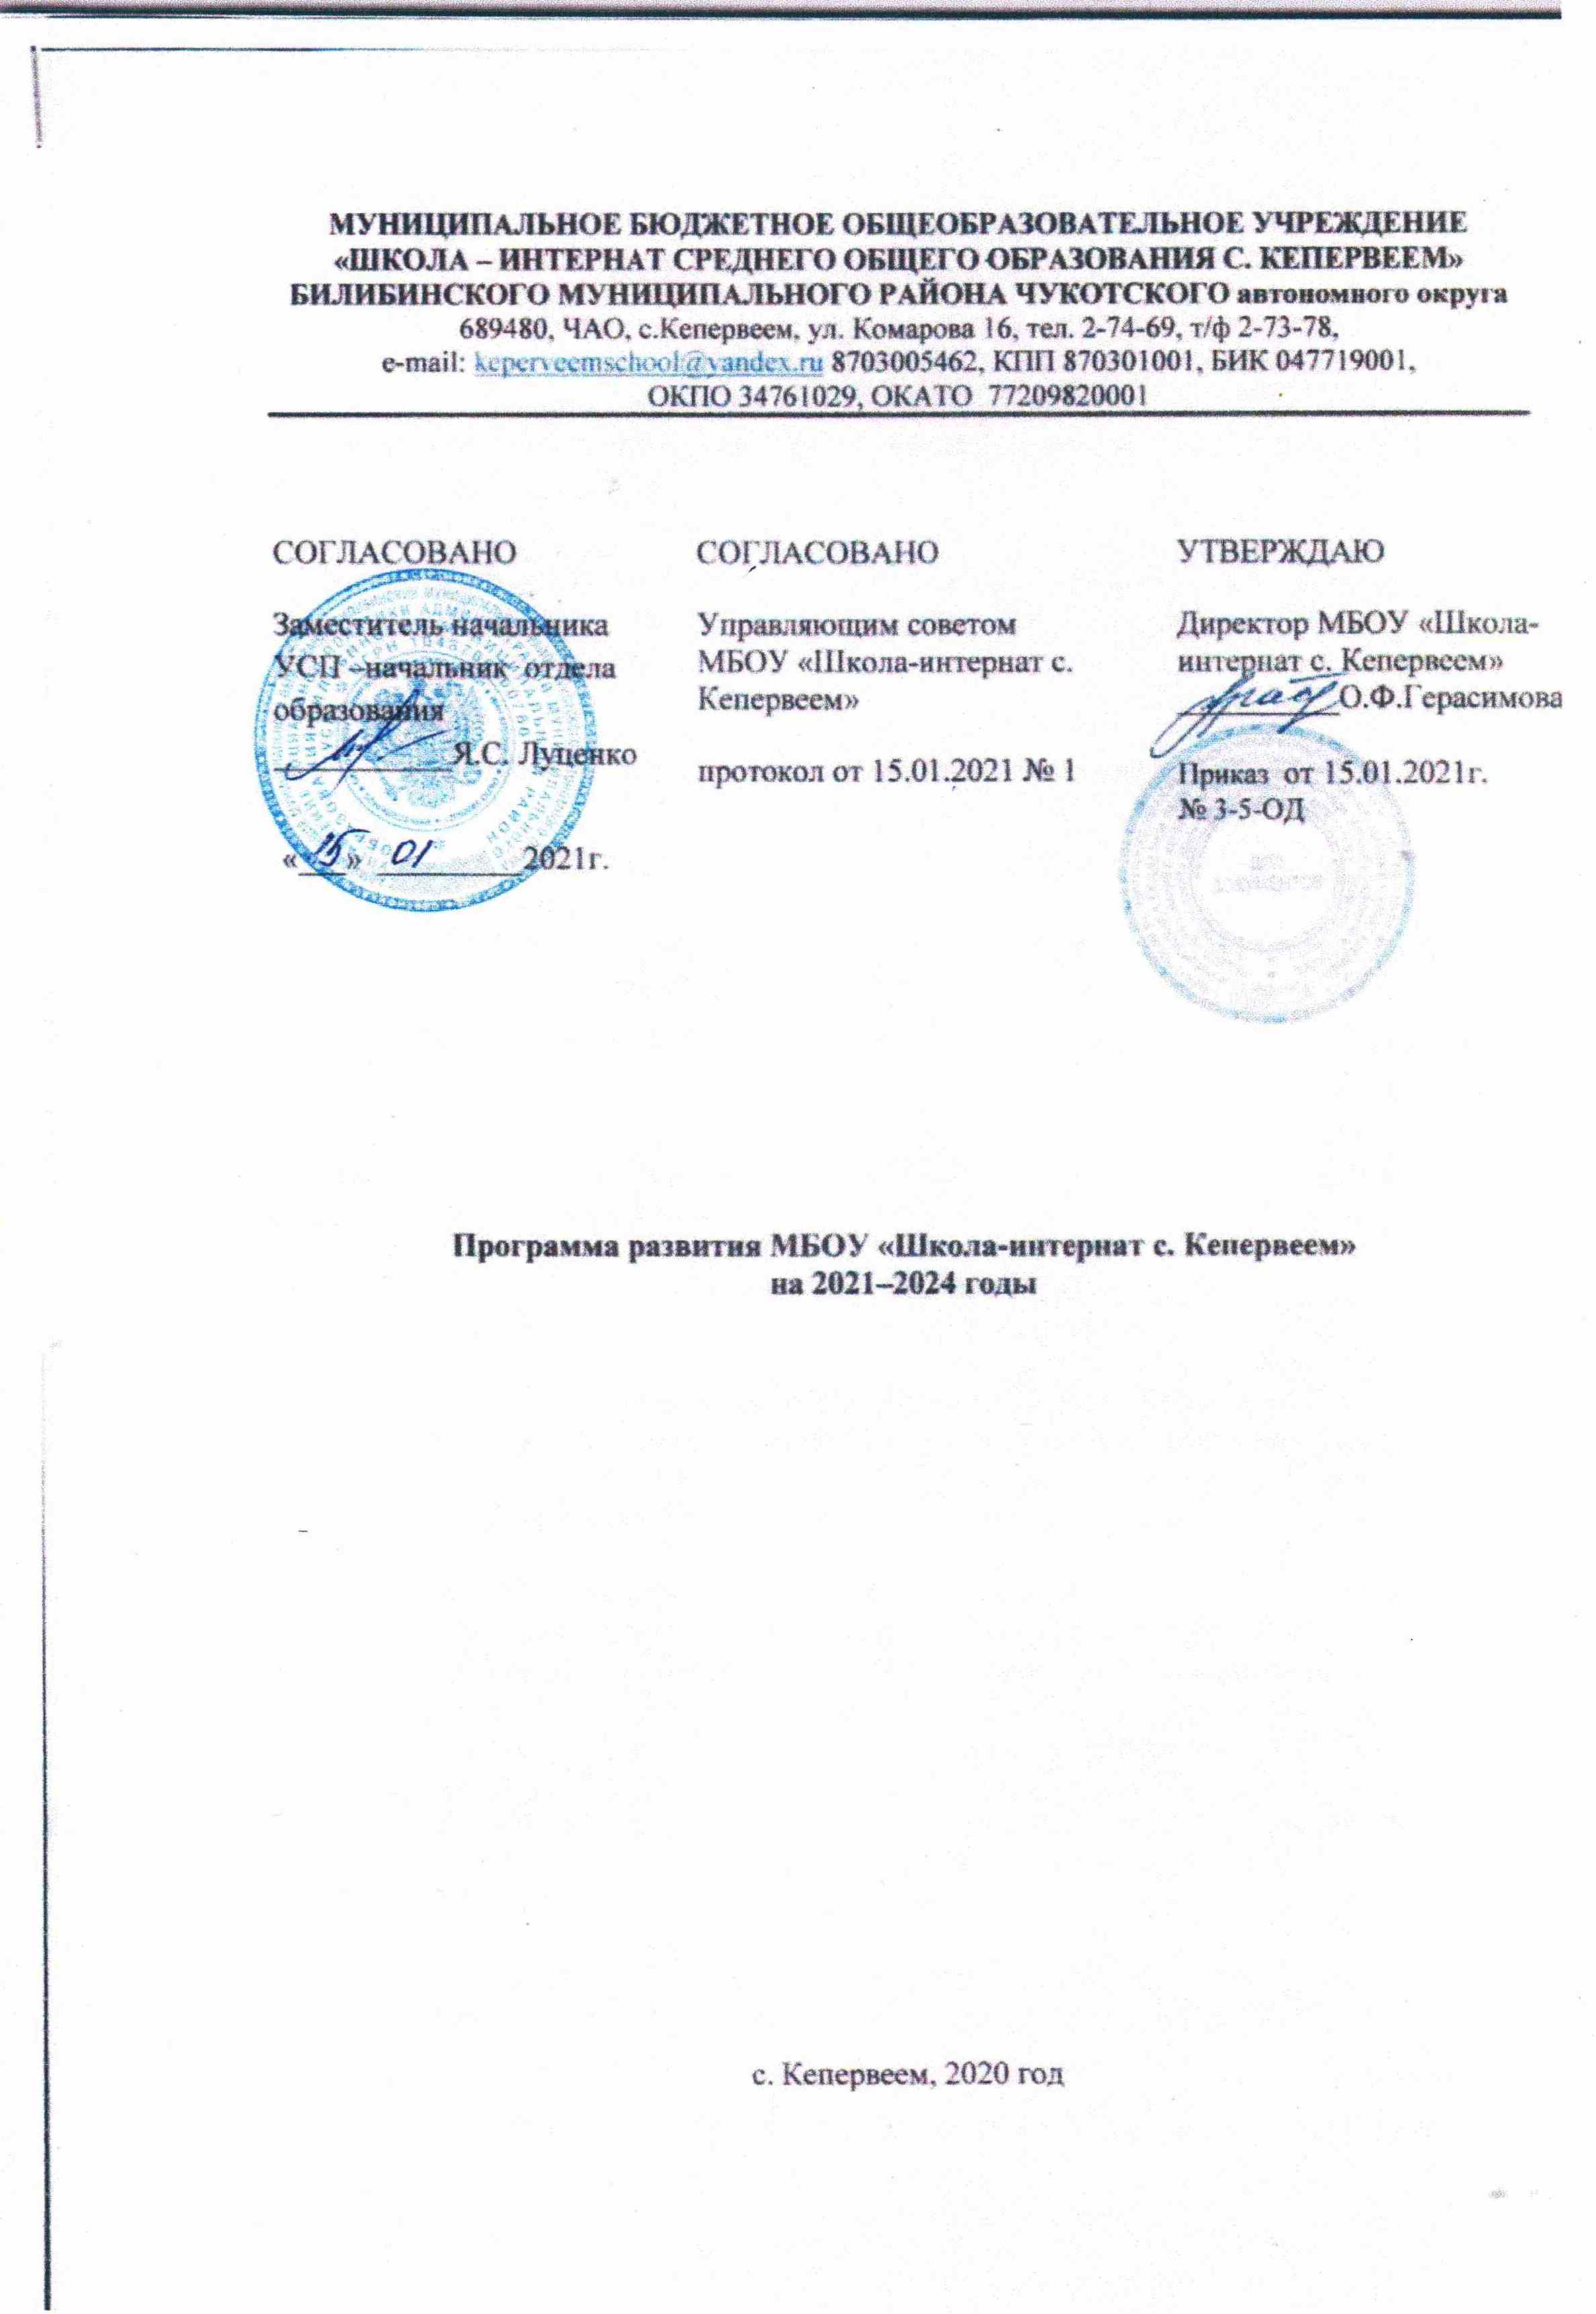 МУНИЦИПАЛЬНОЕ БЮДЖЕТНОЕ ОБЩЕОБРАЗОВАТЕЛЬНОЕ УЧРЕЖДЕНИЕ
«ШКОЛА – ИНТЕРНАТ СРЕДНЕГО ОБЩЕГО ОБРАЗОВАНИЯ С. КЕПЕРВЕЕМ»
БИЛИБИНСКОГО МУНИЦИПАЛЬНОГО РАЙОНА ЧУКОТСКОГО автономного округа
689480, ЧАО, с.Кепервеем, ул. Комарова 16, тел. 2-74-69, т/ф 2-73-78,
e-mail: keperveemschool@yandex.ru 8703005462, КПП 870301001, БИК 047719001,
ОКПО 34761029, ОКАТО 77209820001
СОГЛАСОВАНО
Заместитель начальника
УСП –начальник отдела
образования
Я.С. Луценко
«15» 01 2021г.
СОГЛАСОВАНО
Управляющим советом
МБОУ «Школа-интернат с.
Кепервеем»
протокол от 15.01.2021 № 1
УТВЕРЖДАЮ
Директор МБОУ «Школа-
интернат с. Кепервеем»
О.Ф.Герасимова
Приказ от 15.01.2021г.
№ 3-5-ОД
Программа развития МБОУ «Школа-интернат с. Кепервеем»
на 2021–2024 годы
с. Кепервеем, 2020 год